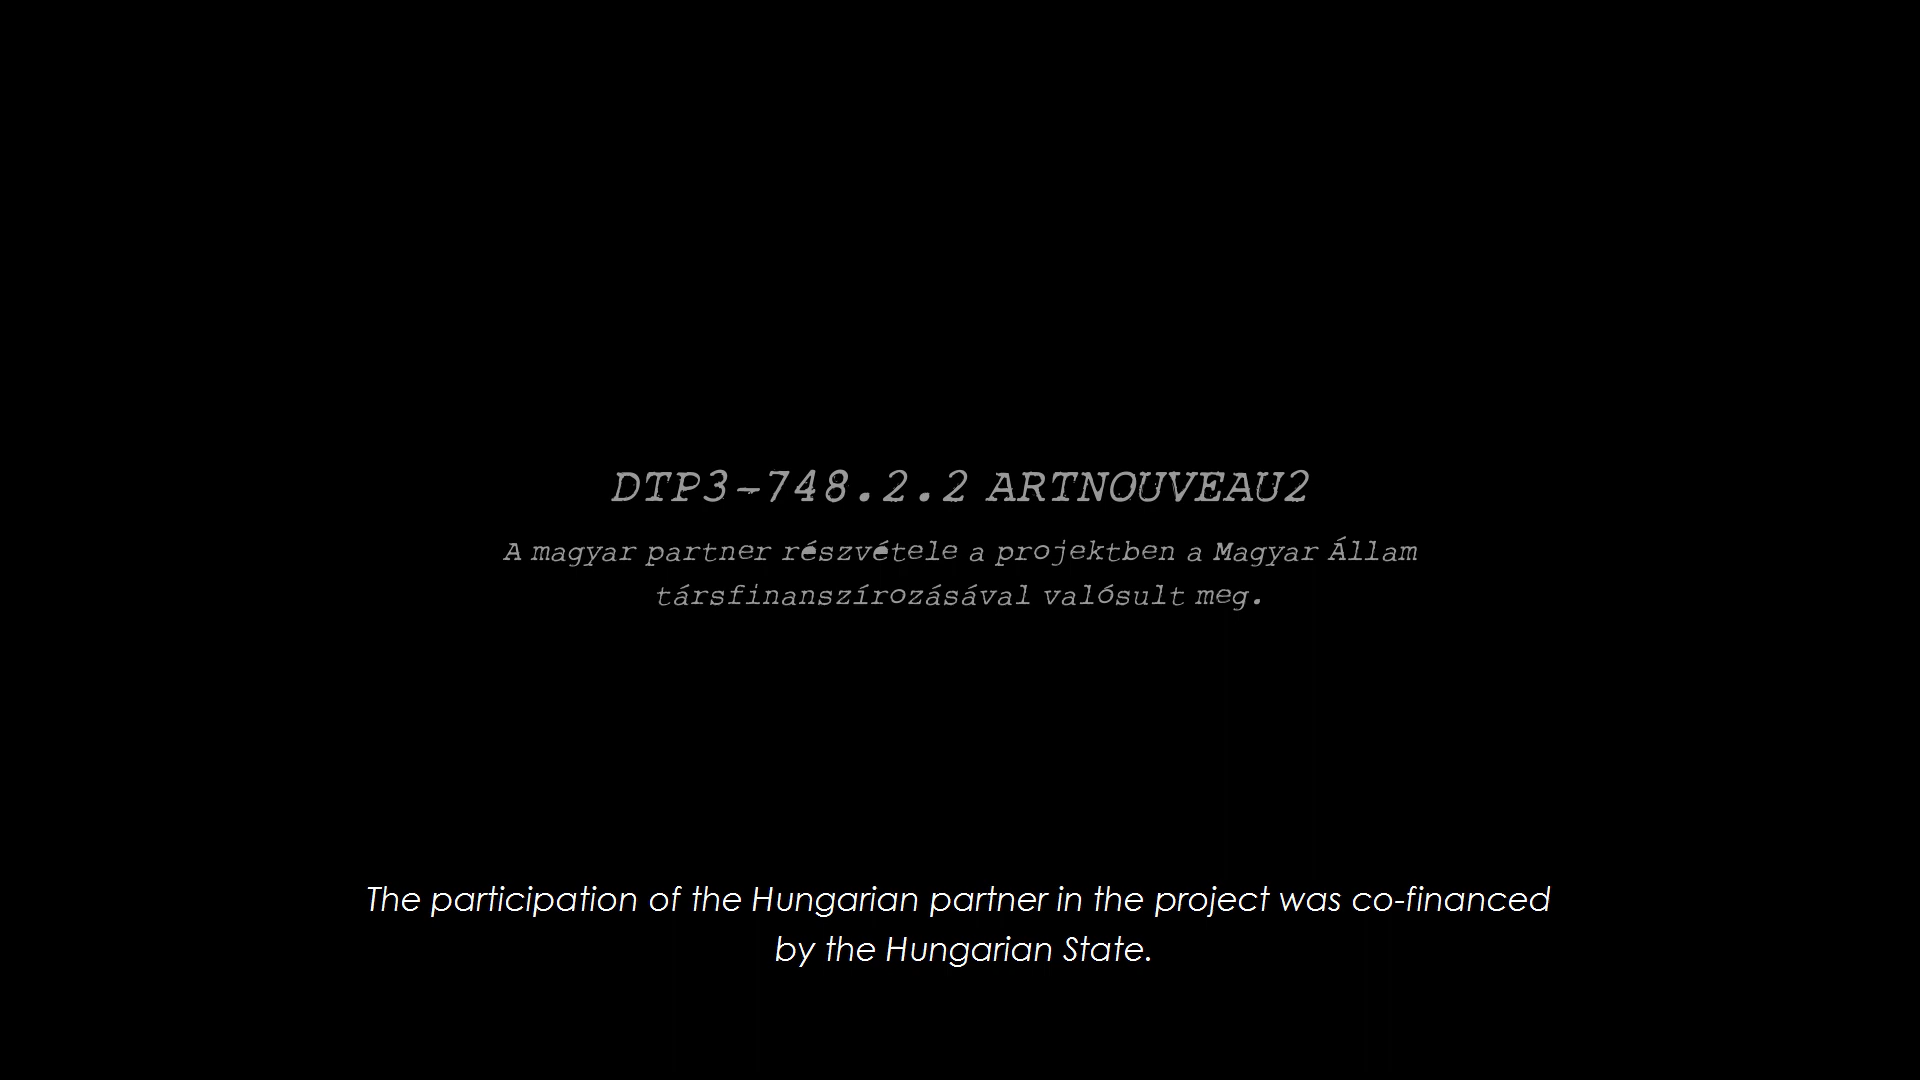 DTP3-748.2.2 ARTNOUVEAU2
A magyar partner részvétele a projektben a Magyar Állam
társfinanszírozásával valósult meg.
The participation of the Hungarian partner in the project was co-financed
by the Hungarian State.